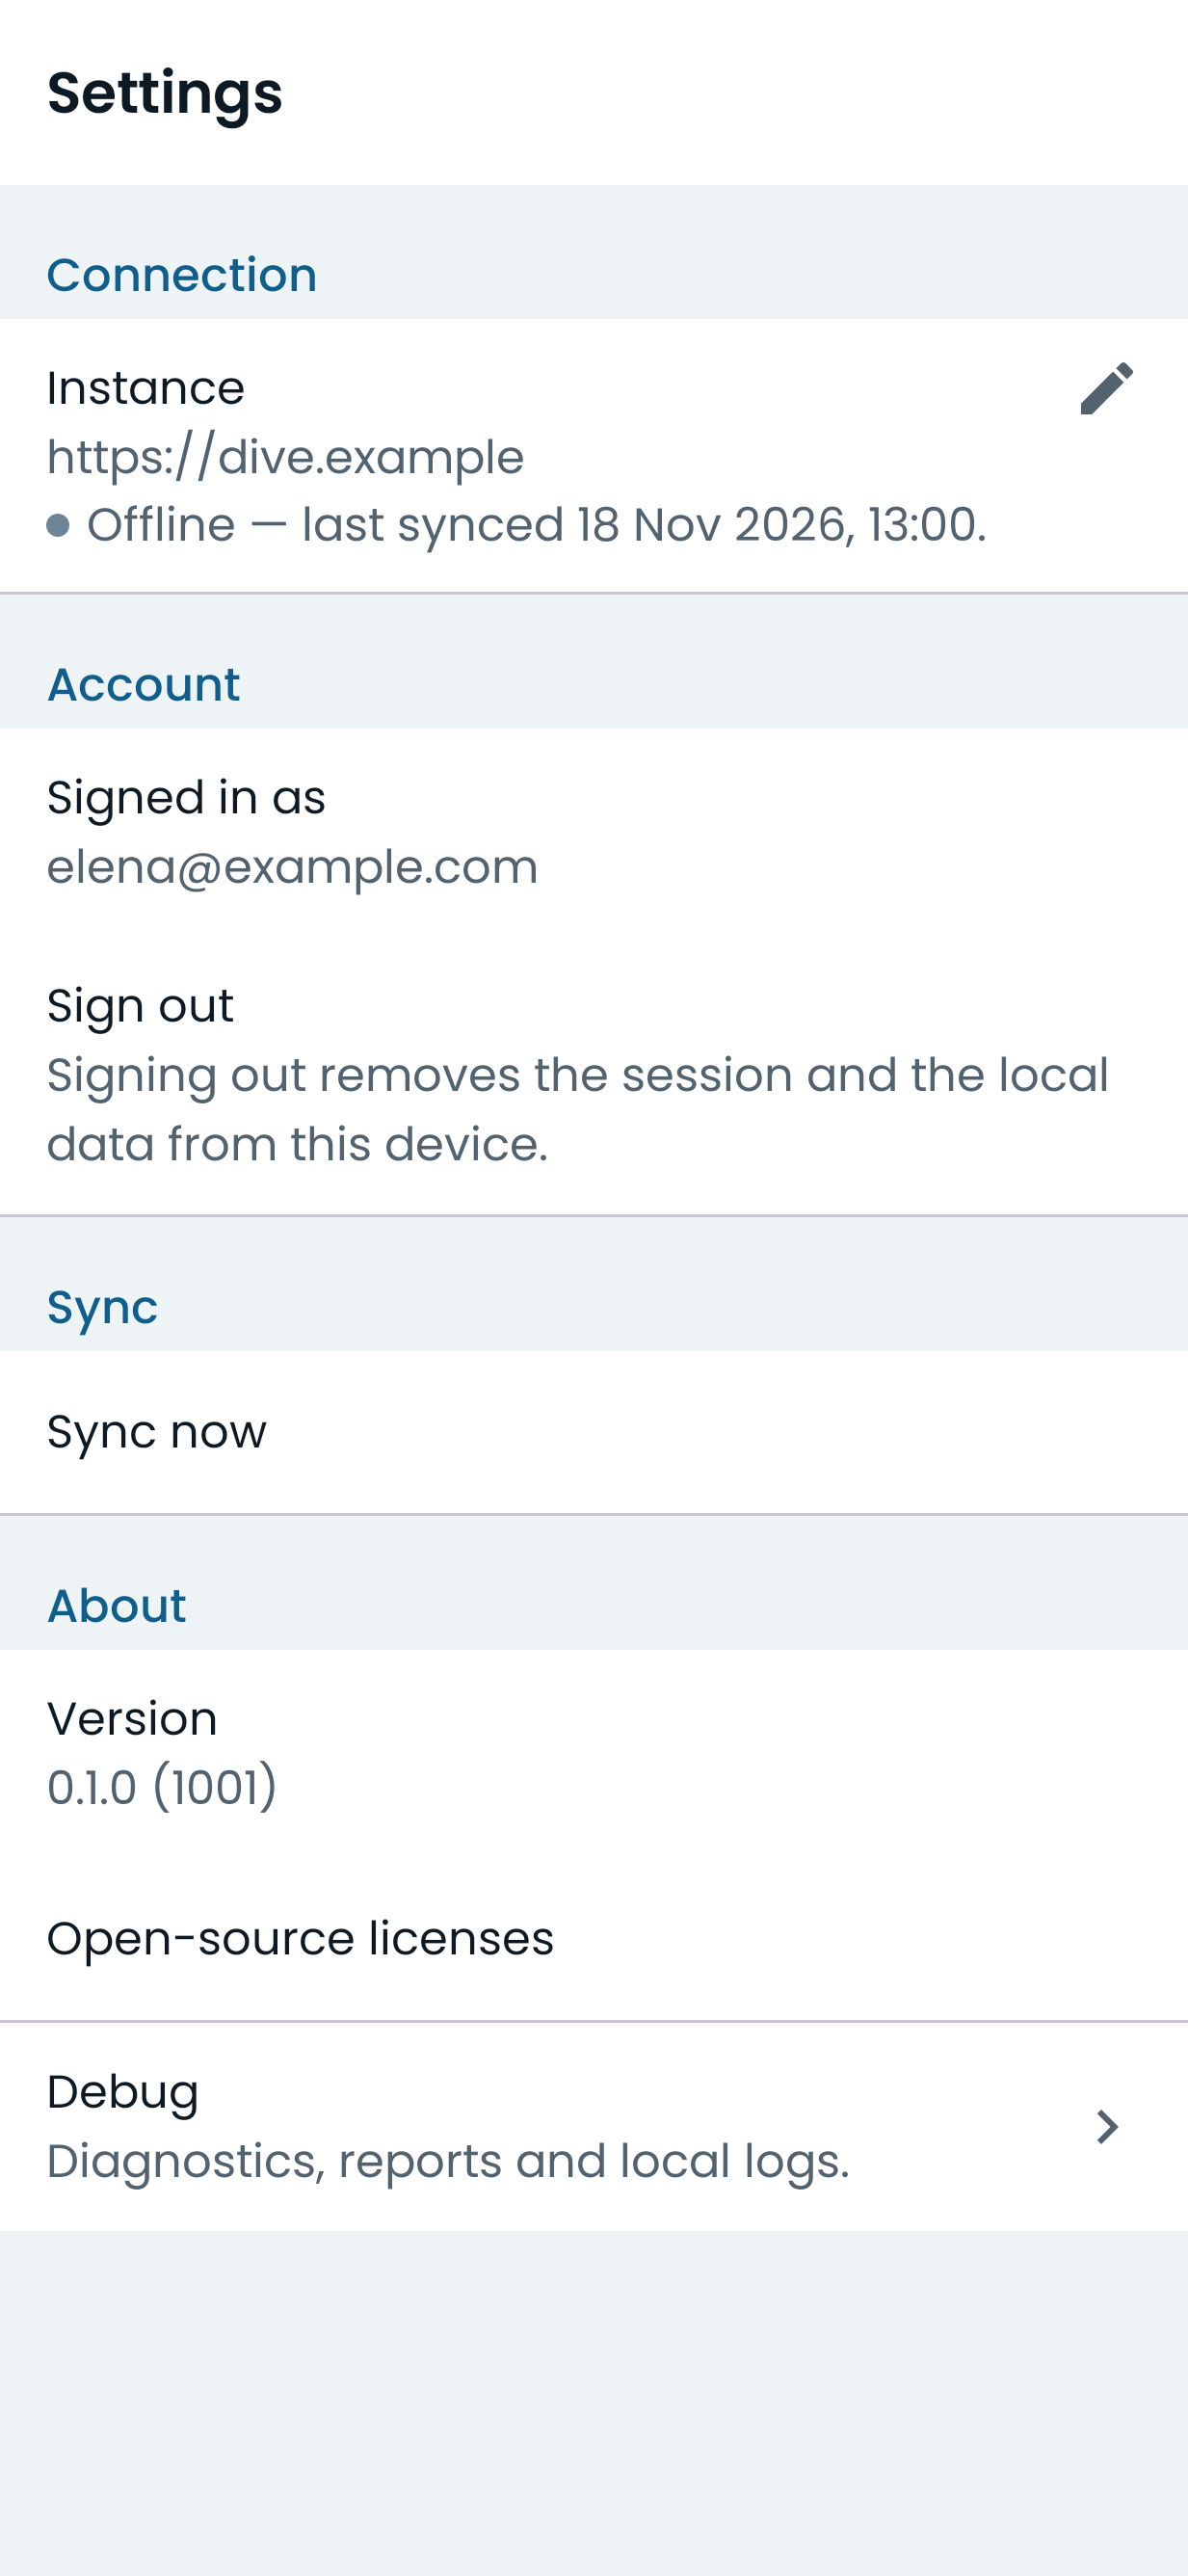 Settings
Connection
Instance
https://dive.example
Offline — last synced 18 Nov 2026, 13:00.
Account
Signed in as
elena@example.com
Sign out
Signing out removes the session and the local
data from this device.
Sync
Sync now
About
Version
0.1.0 (1001)
Open-source licenses
Debug
Diagnostics, reports and local logs.